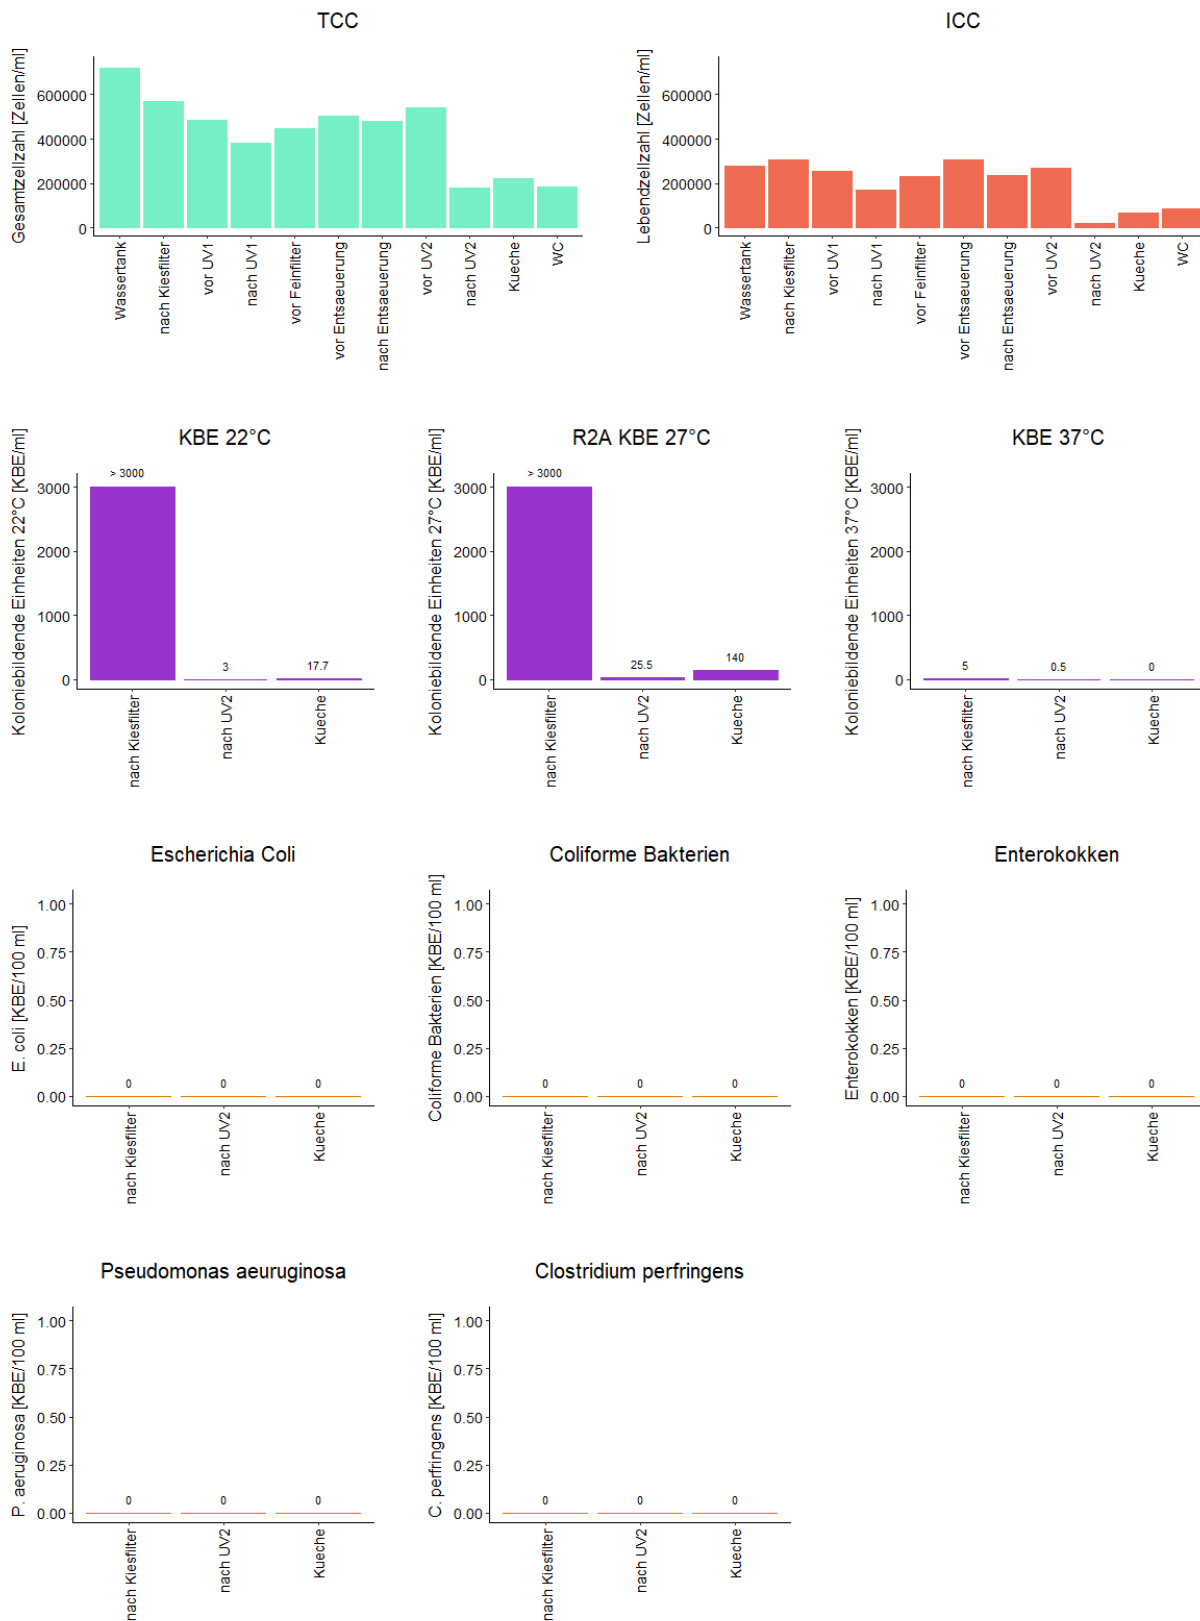 TCC
Gesamtzellzahl [Zellen/ml]
600000
400000
200000
0
Wassertank
nach Kiesfilter
vor UV1
nach UV1
vor Feinfilter
vor Entsaeuerung
nach Entsaeuerung
vor UV2
nach UV2
Kueche
WC
ICC
Lebendzellzahl [Zellen/ml]
600000
400000
200000
0
Wassertank
nach Kiesfilter
vor UV1
nach UV1
vor Feinfilter
vor Entsaeuerung
nach Entsaeuerung
vor UV2
nach UV2
Kueche
WC
KBE 22°C
Koloniebildende Einheiten 22°C [KBE/ml]
3000
2000
1000
0
> 3000
3
17.7
nach Kiesfilter
nach UV2
Kueche
R2A KBE 27°C
Koloniebildende Einheiten 27°C [KBE/ml]
3000
2000
1000
0
> 3000
25.5
140
nach Kiesfilter
nach UV2
Kueche
KBE 37°C
Koloniebildende Einheiten 37°C [KBE/ml]
3000
2000
1000
0
5
0.5
0
nach Kiesfilter
nach UV2
Kueche
Escherichia Coli
E. coli [KBE/100 ml]
1.00
0.75
0.50
0.25
0.00
0
0
0
nach Kiesfilter
nach UV2
Kueche
Coliforme Bakterien
Coliforme Bakterien [KBE/100 ml]
1.00
0.75
0.50
0.25
0.00
0
0
0
nach Kiesfilter
nach UV2
Kueche
Enterokokken
Enterokokken [KBE/100 ml]
1.00
0.75
0.50
0.25
0.00
0
0
0
nach Kiesfilter
nach UV2
Kueche
Pseudomonas aeuruginosa
P. aeruginosa [KBE/100 ml]
1.00
0.75
0.50
0.25
0.00
0
0
0
nach Kiesfilter
nach UV2
Kueche
Clostridium perfringens
C. perfringens [KBE/100 ml]
1.00
0.75
0.50
0.25
0.00
0
0
0
nach Kiesfilter
nach UV2
Kueche